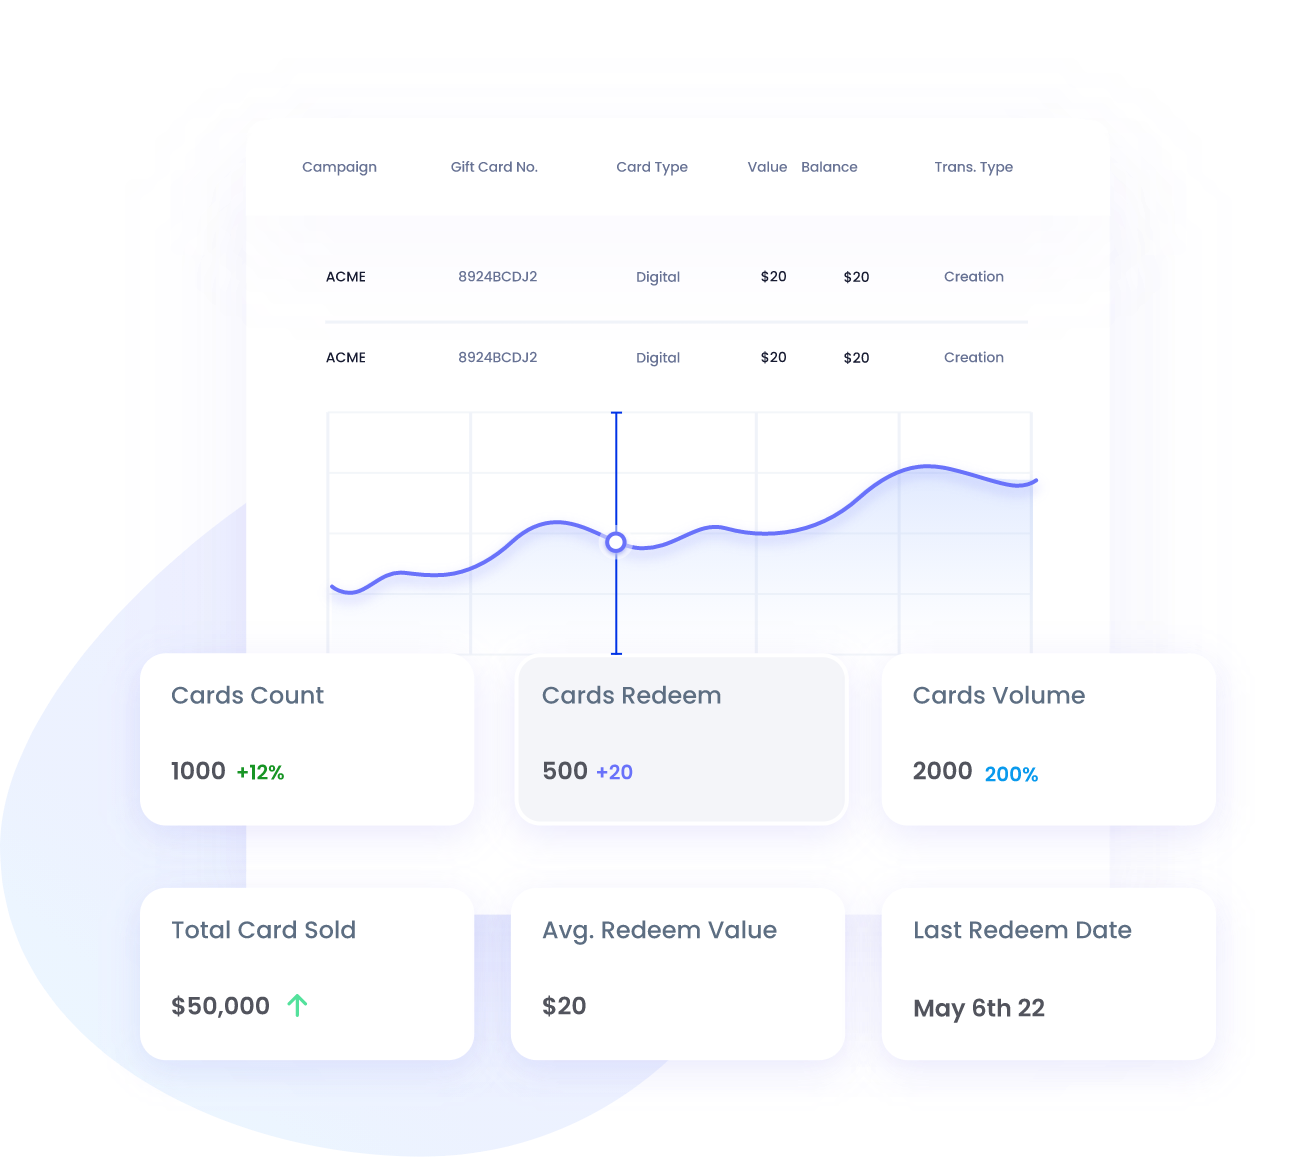 Campaign Gift Card No. Card Type Value Balance Trans. Type
ACME 8924BCDJ2 Digital $20 $20 Creation
ACME 8924BCDJ2 Digital $20 $20 Creation
Cards Count Cards Redeem Cards Volume
1000 +12% 500 +20 2000 200%
Total Card Sold Avg. Redeem Value Last Redeem Date
$50,000 $20 May 6th 22